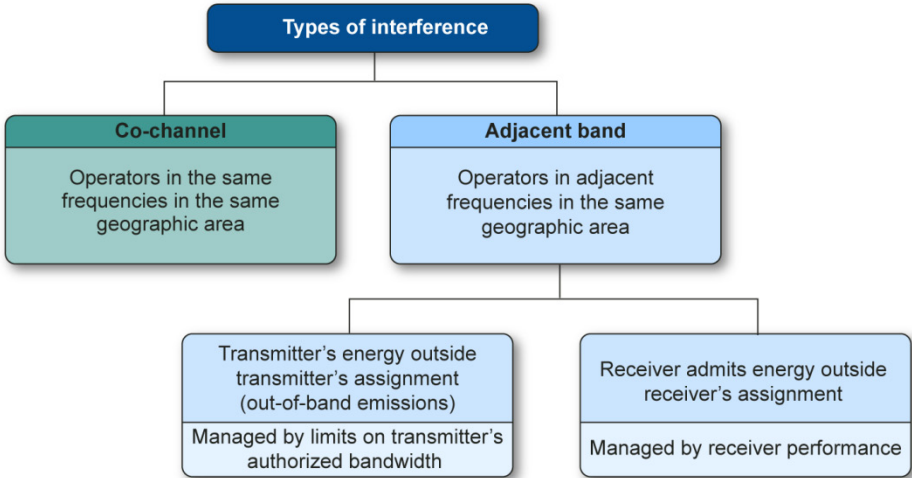 Types of interference
Co-channel
Operators in the same
frequencies in the same
geographic area
Adjacent band
Operators in adjacent
frequencies in the same
geographic area
Transmitter’s energy outside
transmitter’s assignment
(out-of-band emissions)
Managed by limits on transmitter’s
authorized bandwidth
Receiver admits energy outside
receiver’s assignment
Managed by receiver performance